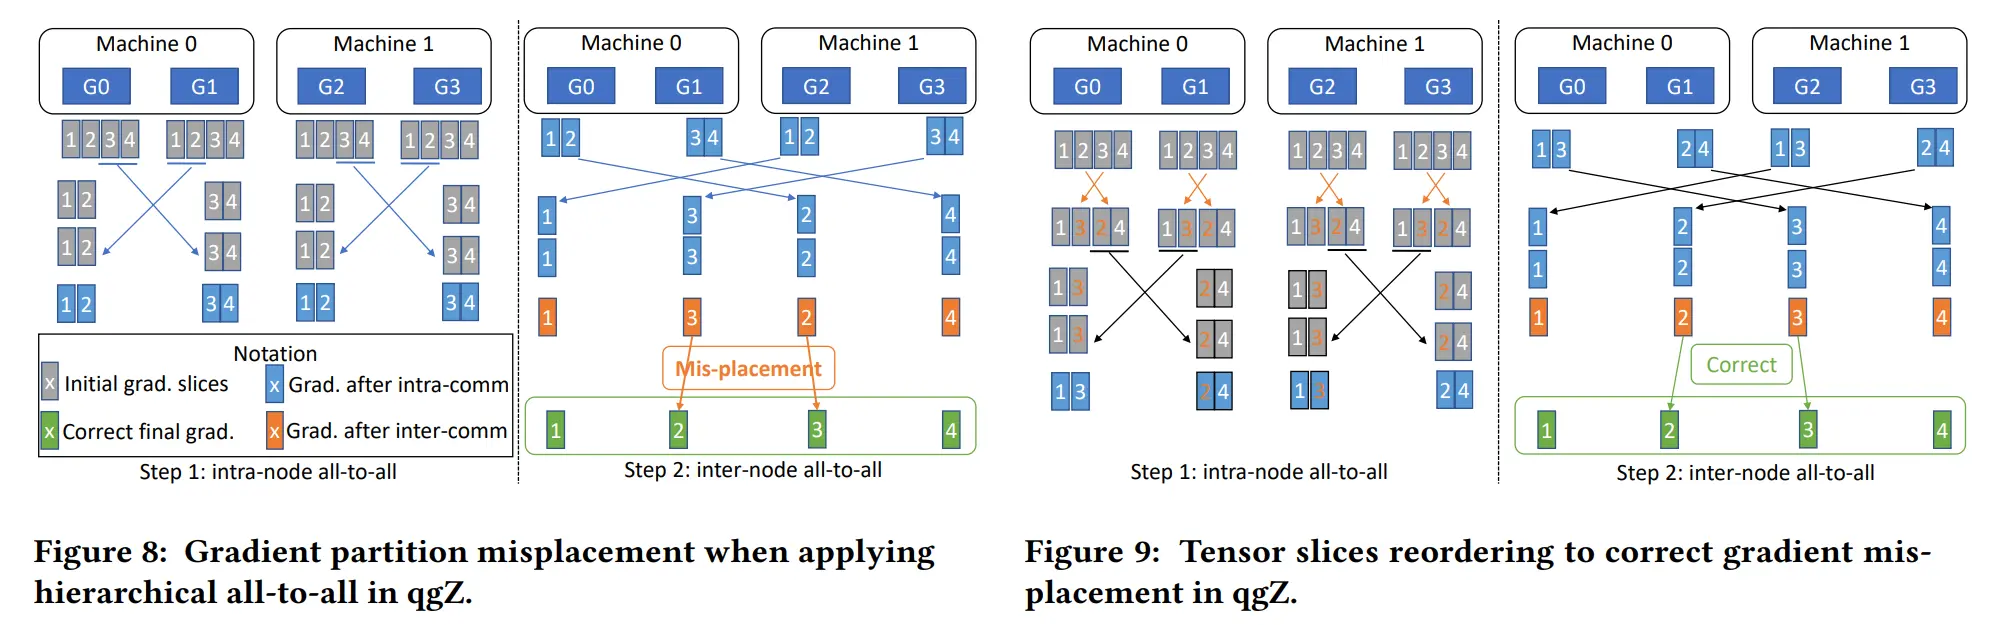 Machine 0
Machine 1
G0 G1 G2 G3
1 2 3 4 1 2 3 4 1 2 3 4 1 2 3 4
1 2 3 4 1 2 3 4
1 2 3 4 1 2 3 4
1 2 3 4 1 2 3 4
Notation
x Initial grad. slices
x Grad. after intra-comm
x Correct final grad.
x Grad. after inter-comm
Step 1: intra-node all-to-all
Machine 0
Machine 1
G0 G1 G2 G3
1 2 3 4 1 2 3 4
1 3 2 4
1 3 2 4
1 3 2 4
Mis-placement
1 2 3 4
Step 2: inter-node all-to-all
Figure 8: Gradient partition misplacement when applying
hierarchical all-to-all in qgZ.
Machine 0
Machine 1
G0 G1 G2 G3
1 2 3 4 1 2 3 4 1 2 3 4 1 2 3 4
1 3 2 4 1 3 2 4 1 3 2 4 1 3 2 4
1 3 2 4 1 3 2 4
1 3 2 4 1 3 2 4
1 3 2 4 1 3 2 4
Step 1: intra-node all-to-all
Machine 0
Machine 1
G0 G1 G2 G3
1 3 2 4 1 3 2 4
1 2 3 4
1 2 3 4
1 2 3 4
Correct
1 2 3 4
Step 2: inter-node all-to-all
Figure 9: Tensor slices reordering to correct gradient mis-
placement in qgZ.